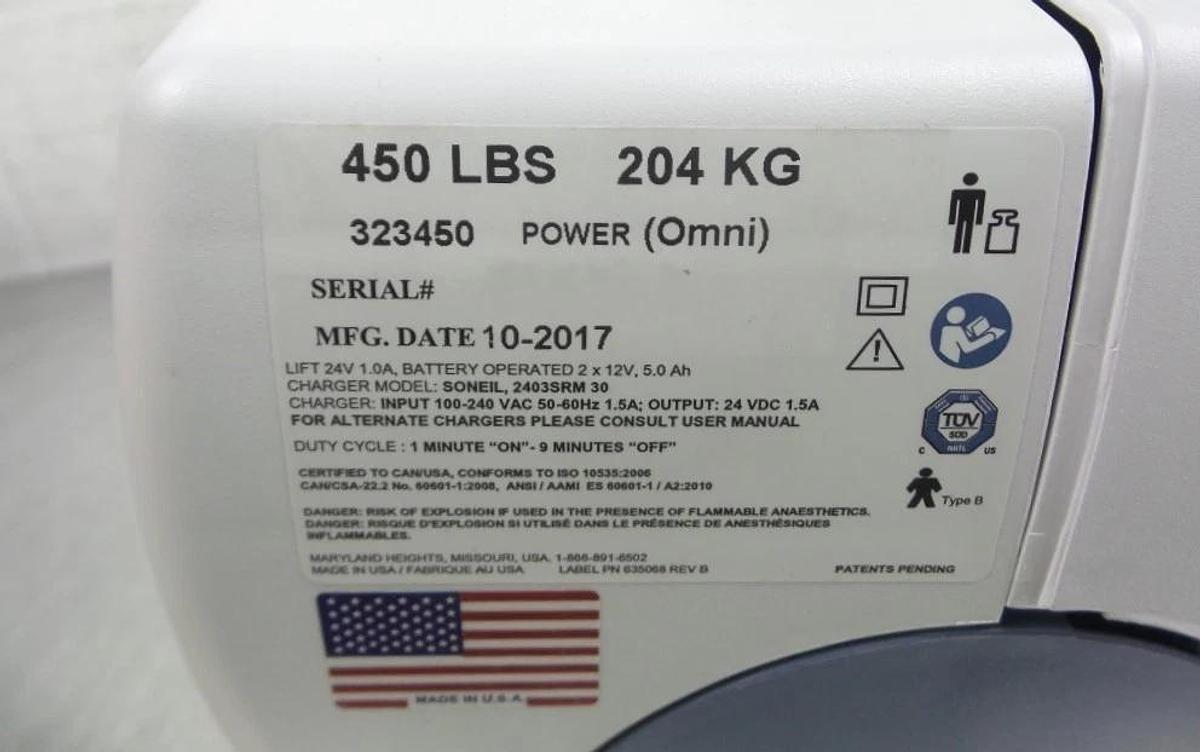 450 LBS 204 KG
323450 POWER (Omni)
SERIAL#
MFG. DATE 10-2017
LIFT 24V 1.0A, BATTERY OPERATED 2 x 12V, 5.0 Ah
CHARGER MODEL: SONEIL, 2403SRM 30
CHARGER: INPUT 100-240 VAC 50-60Hz 1.5A; OUTPUT: 24 VDC 1.5A
FOR ALTERNATE CHARGERS PLEASE CONSULT USER MANUAL
TÜV
SÜD
NRTL
C US
DUTY CYCLE : 1 MINUTE “ON”- 9 MINUTES “OFF”
CERTIFIED TO CAN/USA, CONFORMS TO ISO 10535:2006
CAN/CSA-22.2 No. 60601-1:2008, ANSI / AAMI ES 60601-1 / A2:2010
Type B
DANGER: RISK OF EXPLOSION IF USED IN THE PRESENCE OF FLAMMABLE ANAESTHETICS.
DANGER: RISQUE D'EXPLOSION SI UTILISÉ DANS LE PRÉSENCE DE ANESTHÉSIQUES
INFLAMMABLES.
MARYLAND HEIGHTS, MISSOURI, USA. 1-866-891-6502
MADE IN USA / FABRIQUE AU USA LABEL PN 635068 REV B PATENTS PENDING
MADE IN U.S.A.